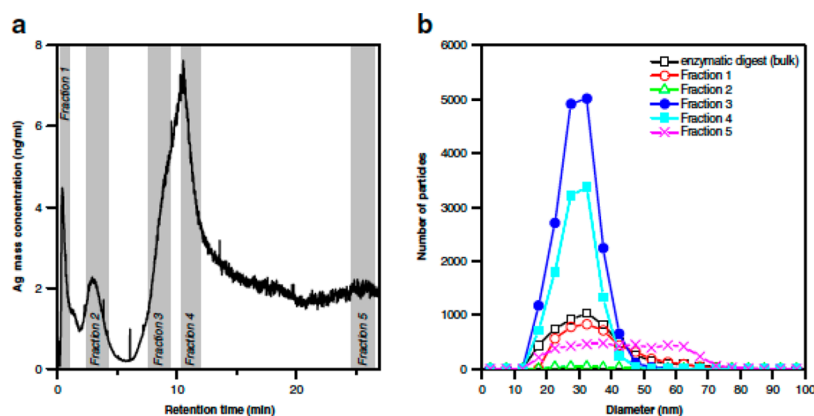 a
b
8
6
4
2
0
Ag mass concentration (ng/ml)
Fraction 1
Fraction 2
Fraction 3
Fraction 4
Fraction 5
0
10
20
Retention time (min)
6000
5000
4000
3000
2000
1000
0
Number of particles
enzymatic digest (bulk)
Fraction 1
Fraction 2
Fraction 3
Fraction 4
Fraction 5
0 10 20 30 40 50 60 70 80 90 100
Diameter (nm)